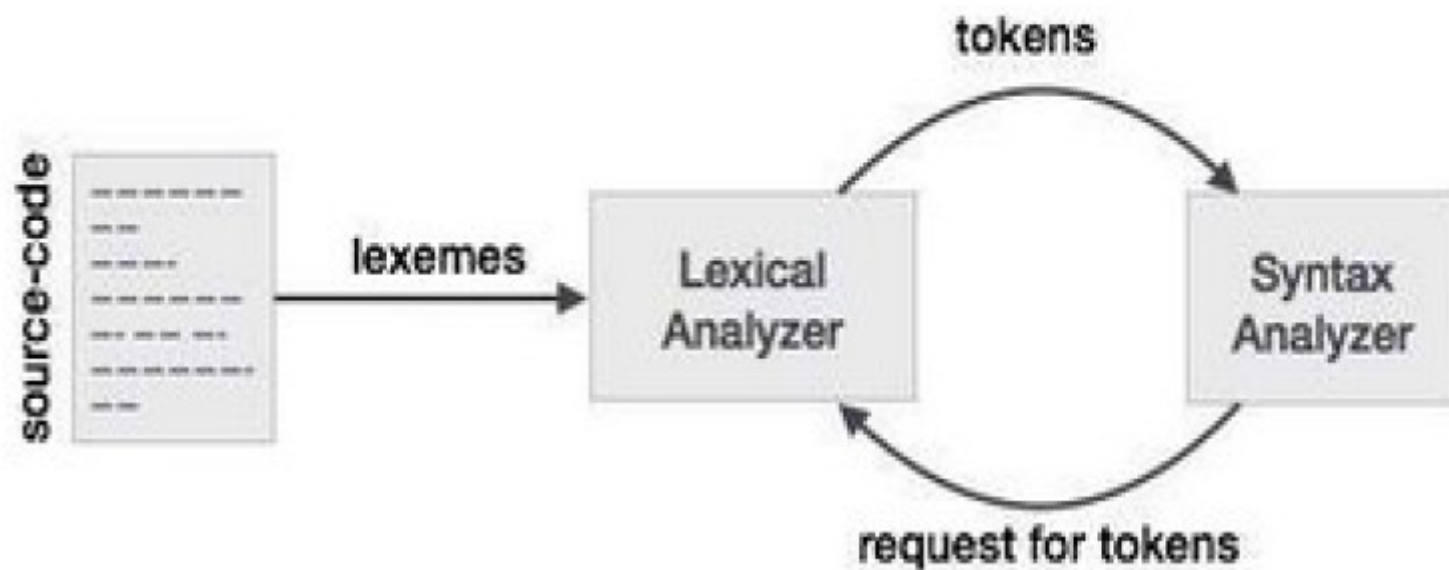 tokens
source-code
lexemes
Lexical
Analyzer
Syntax
Analyzer
request for tokens